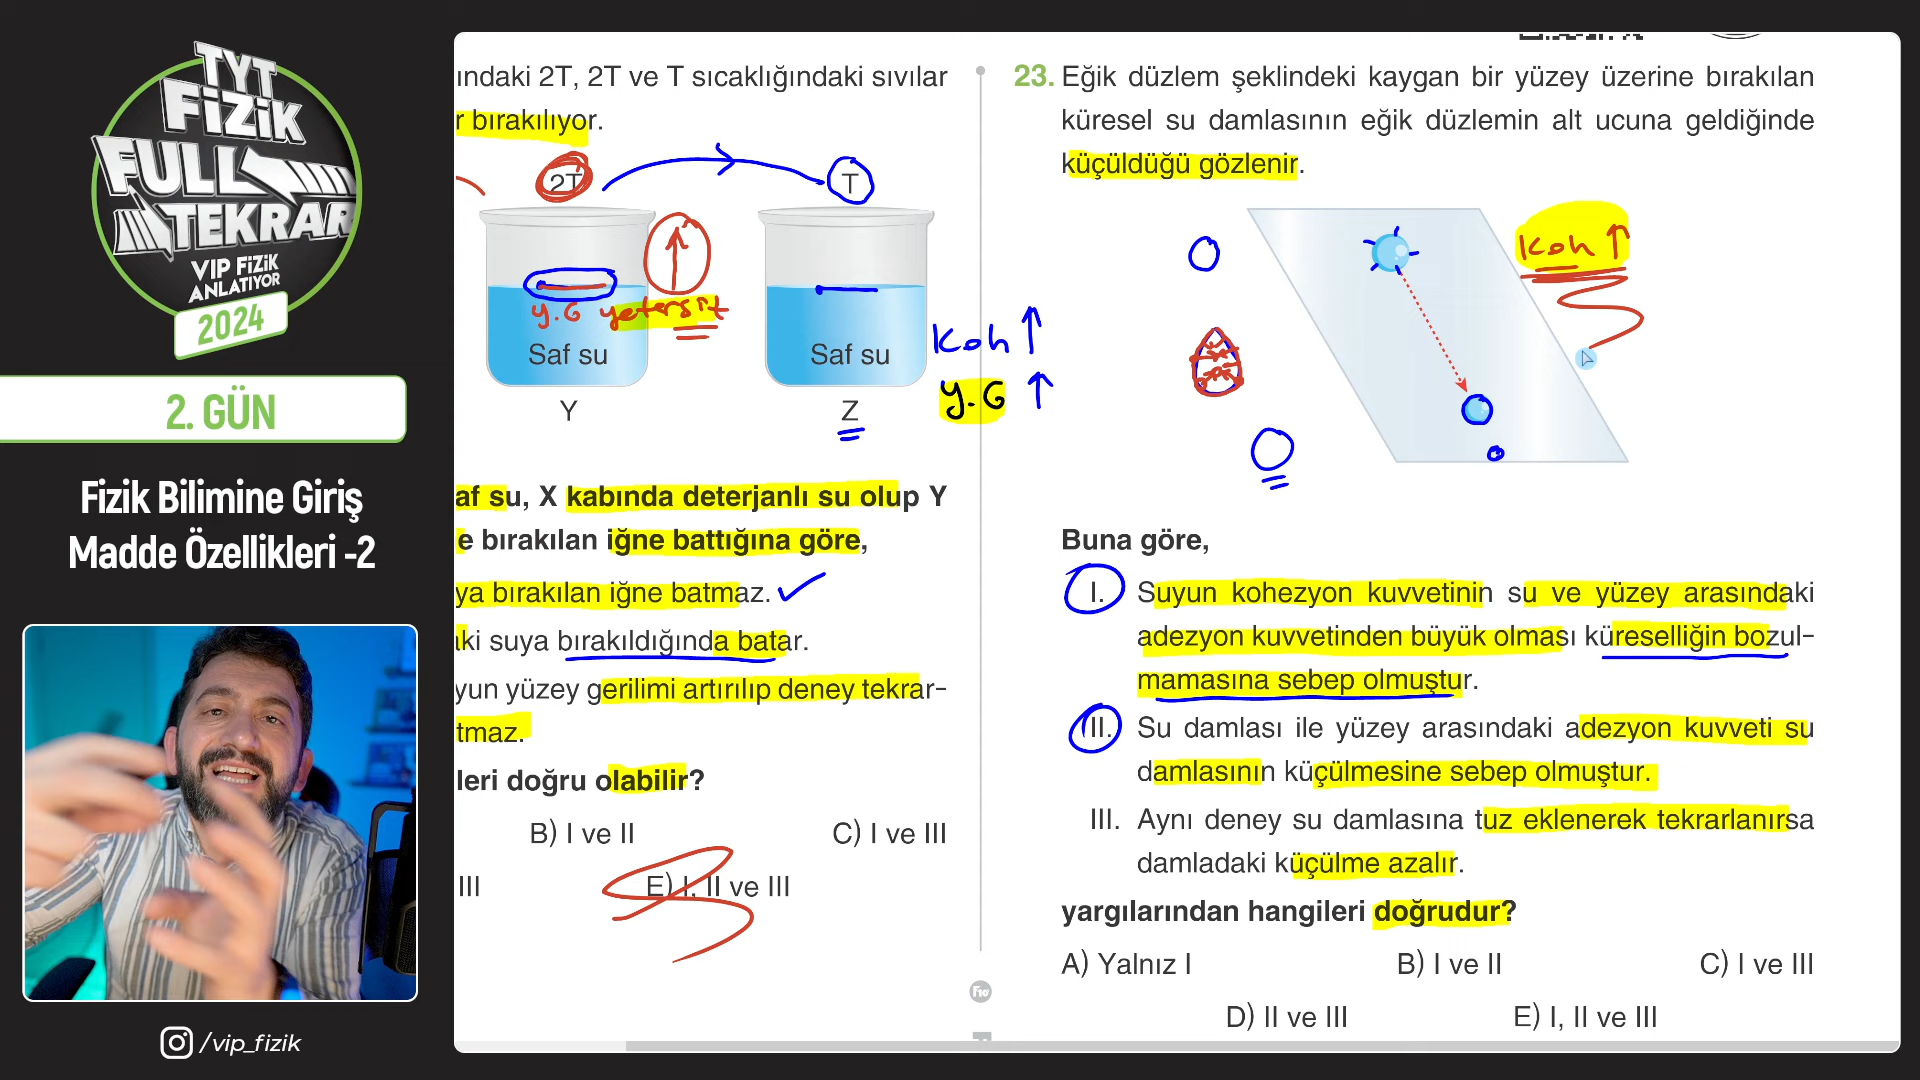 TYT
FİZİK
FULL
TEKRAR
VIP FİZİK
ANLATIYOR
2024
2. GÜN
Fizik Bilimine Giriş
Madde Özellikleri -2
/vip_fizik
ındaki 2T, 2T ve T sıcaklığındaki sıvılar
r bırakılıyor.
2T
T
y.G yetersiz
Saf su
Saf su
Koh ↑
y.G ↑
Y
Z
af su, X kabında deterjanlı su olup Y
e bırakılan iğne battığına göre,
ya bırakılan iğne batmaz.
ki suya bırakıldığında batar.
yun yüzey gerilimi artırılıp deney tekrar-
tmaz.
leri doğru olabilir?
B) I ve II
C) I ve III
III
E) I, II ve III
23. Eğik düzlem şeklindeki kaygan bir yüzey üzerine bırakılan
küresel su damlasının eğik düzlemin alt ucuna geldiğinde
küçüldüğü gözlenir.
Koh ↑
Buna göre,
I. Suyun kohezyon kuvvetinin su ve yüzey arasındaki
adezyon kuvvetinden büyük olması küreselliğin bozul-
mamasına sebep olmuştur.
II. Su damlası ile yüzey arasındaki adezyon kuvveti su
damlasının küçülmesine sebep olmuştur.
III. Aynı deney su damlasına tuz eklenerek tekrarlanırsa
damladaki küçülme azalır.
yargılarından hangileri doğrudur?
A) Yalnız I
B) I ve II
C) I ve III
D) II ve III
E) I, II ve III